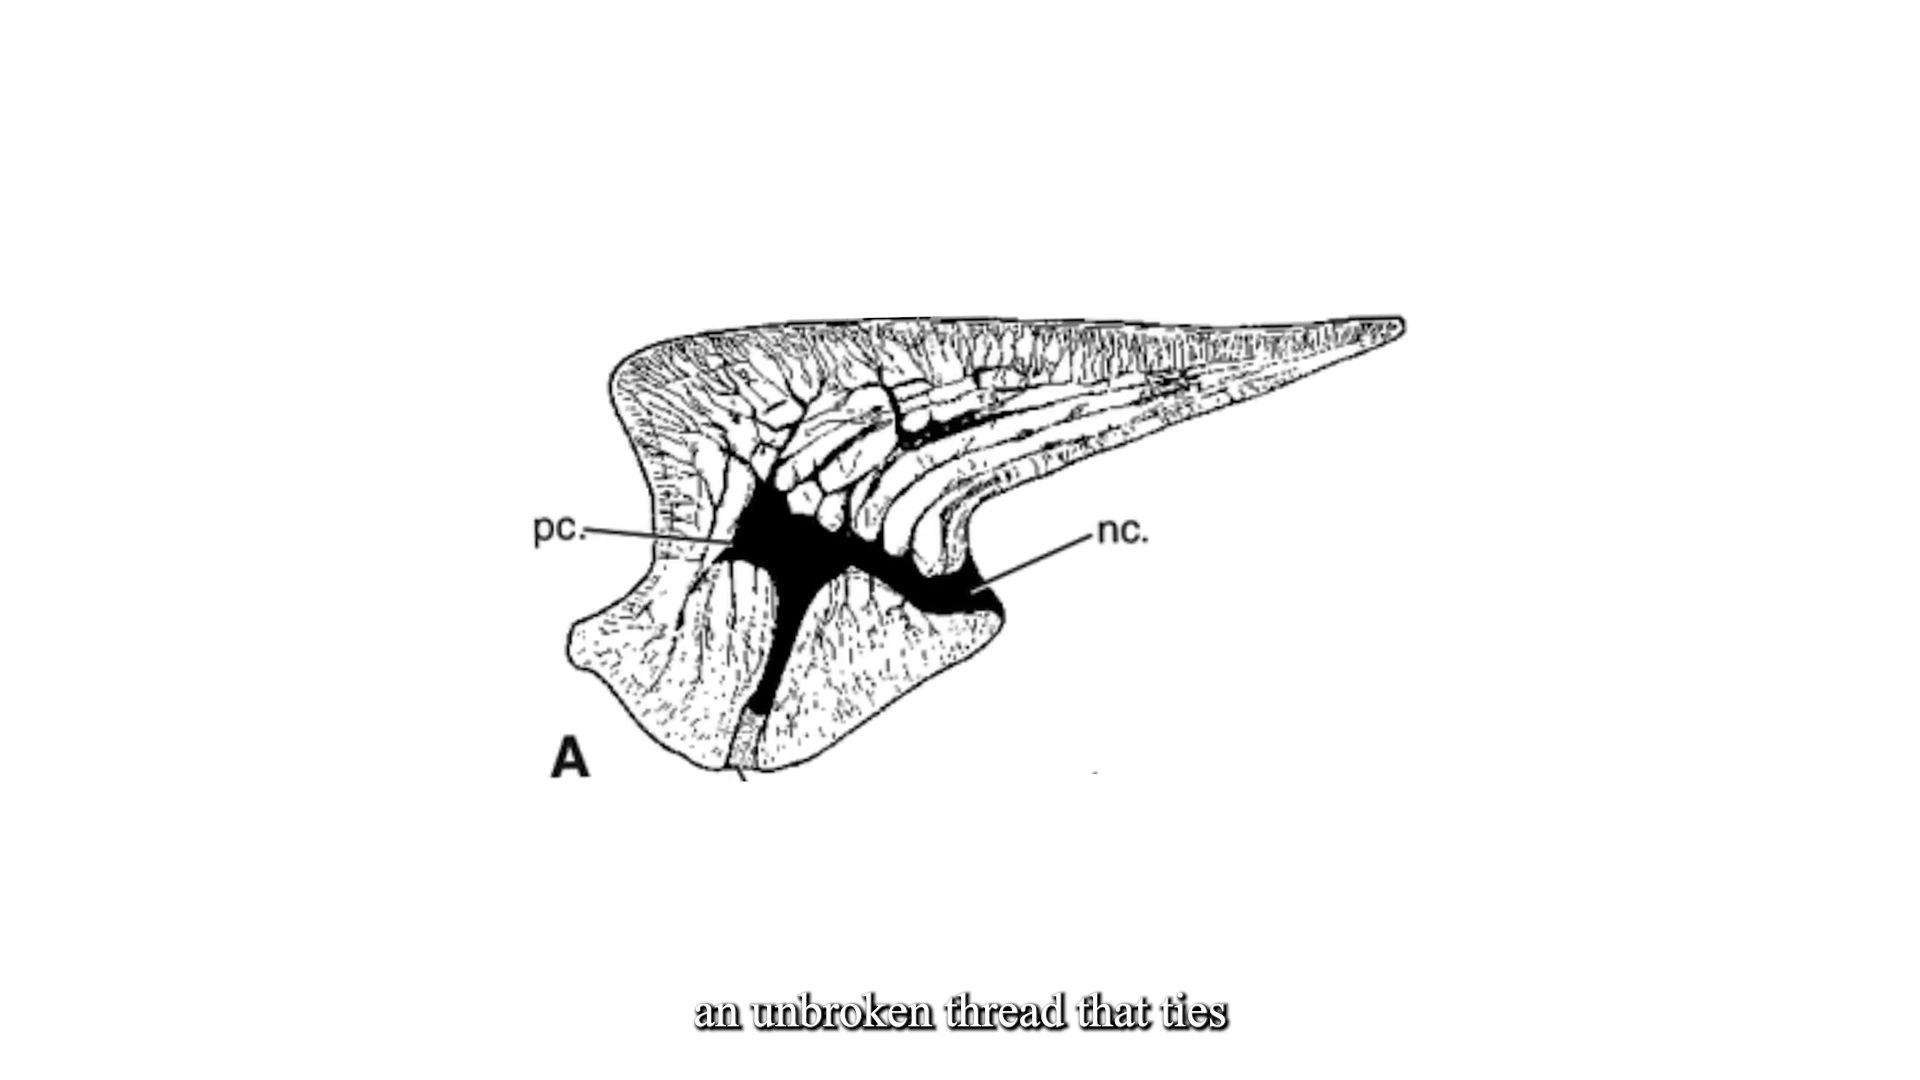 pc.
nc.
A
an unbroken thread that ties